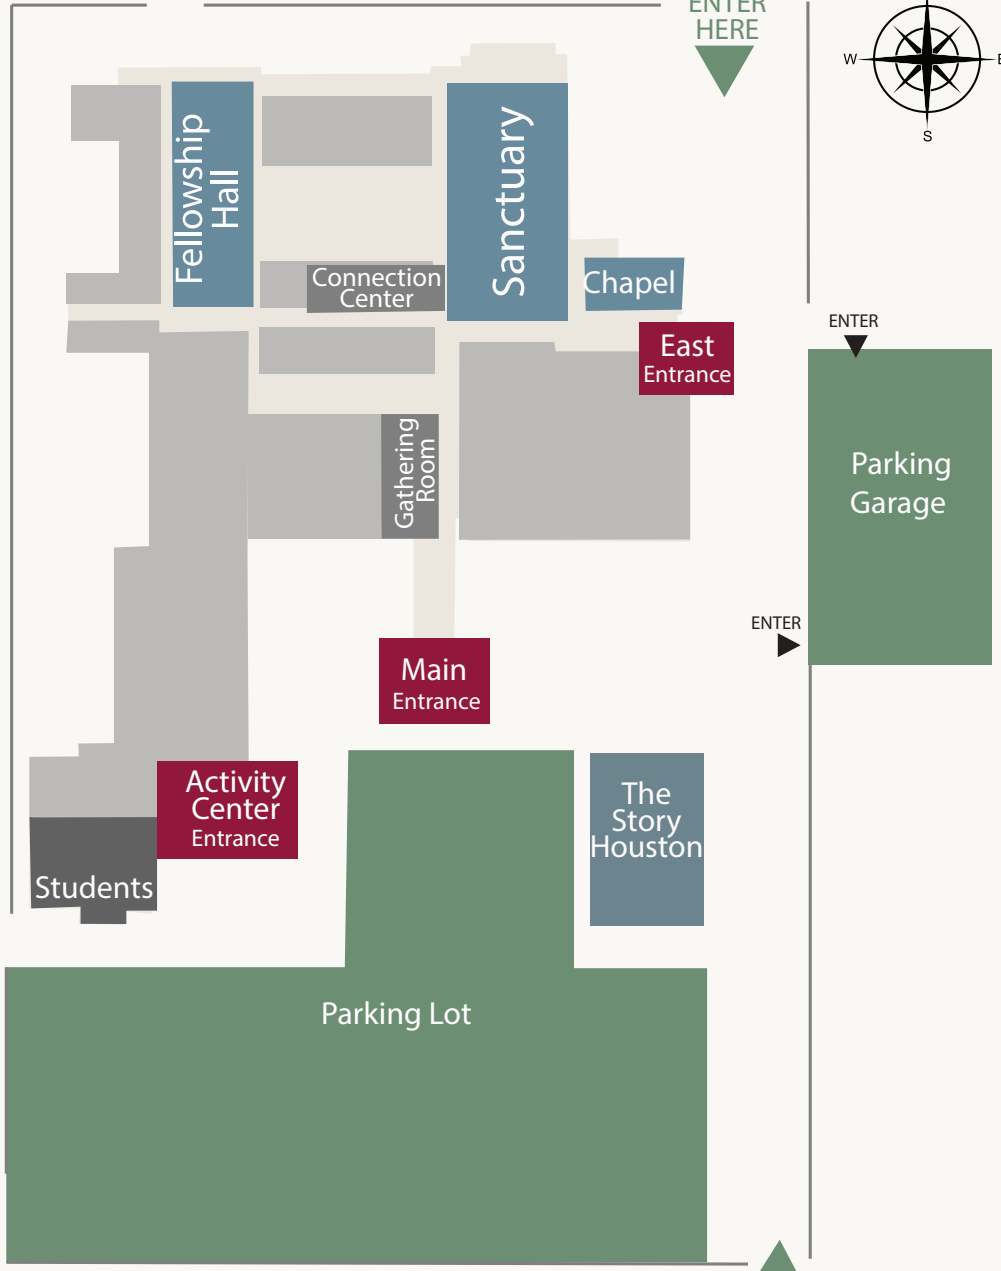 ENTER
HERE
W
E
S
Fellowship
Hall
Sanctuary
Connection
Center
Chapel
East
Entrance
ENTER
Parking
Garage
Gathering
Room
ENTER
Main
Entrance
Activity
Center
Entrance
The
Story
Houston
Students
Parking Lot